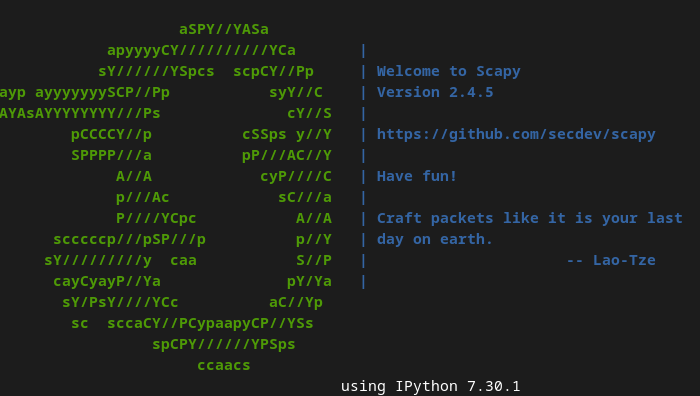 aSPY//YASa
apyyyyCY//////////YCa |
sY//////YSpcs scpCY//Pp | Welcome to Scapy
ayp ayyyyyyySCP//Pp syY//C | Version 2.4.5
AYAsAYYYYYYYY///Ps cY//S |
pCCCCY//p cSSps y//Y | https://github.com/secdev/scapy
SPPPP///a pP///AC//Y |
A//A cyP////C | Have fun!
p///Ac sC///a |
P////YCpc A//A | Craft packets like it is your last
scccccp///pSP///p p//Y | day on earth.
sY/////////y caa S//P | -- Lao-Tze
cayCyayP//Ya pY/Ya |
sY/PsY////YCc aC//Yp
sc sccaCY//PCypaapyCP//YSs
spCPY//////YPSps
ccaacs
using IPython 7.30.1